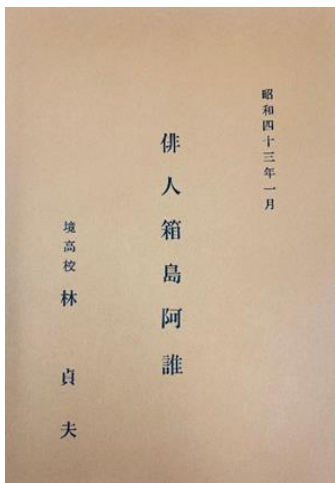 昭和四十三年一月
俳人箱島阿誰
境高校 林貞夫